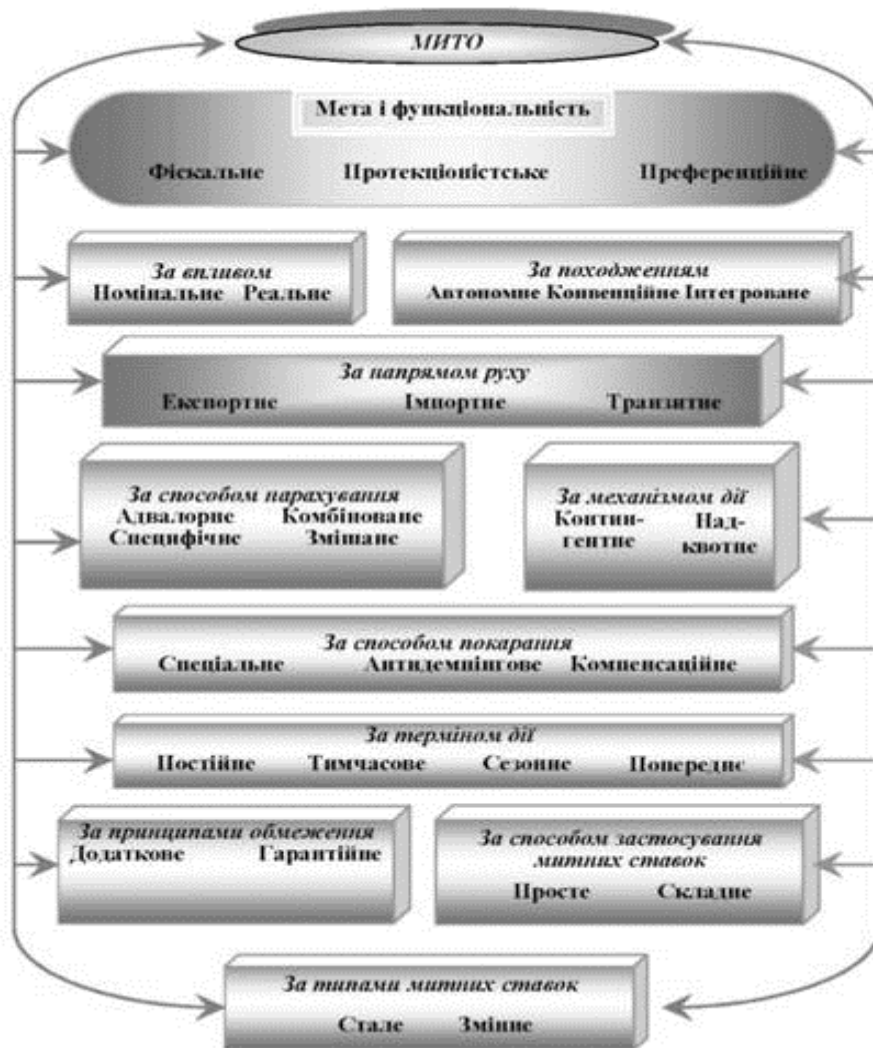 МИТО
Мета і функціональність
Фіскальне Протекціоністське Преференційне
За впливом
Номінальне Реальне
За походженням
Автономне Конвенційне Інтегроване
За напрямом руху
Експортне Імпортне Транзитне
За способом нарахування
Адвалорне Комбіноване
Специфічне Змішане
За механізмом дії
Контин- Над-
гентне квотне
За способом покарання
Спеціальне Антидемпінгове Компенсаційне
За терміном дії
Постійне Тимчасове Сезонне Попереднє
За принципами обмеження
Додаткове Гарантійне
За способом застосування
митних ставок
Просте Складне
За типами митних ставок
Стале Змінне